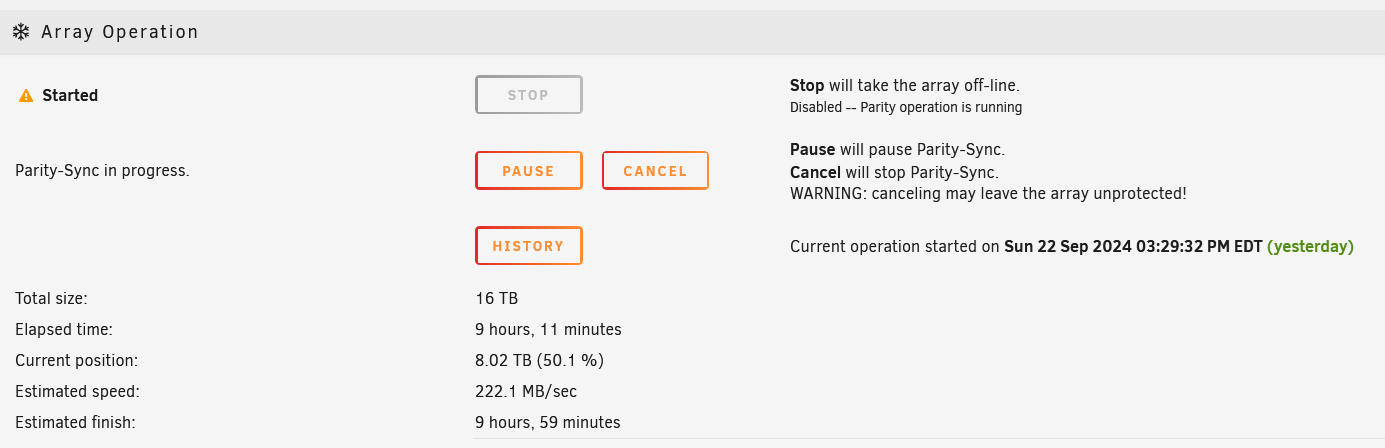 Array Operation
Started
STOP
Stop will take the array off-line.
Disabled -- Parity operation is running
Parity-Sync in progress.
PAUSE
CANCEL
Pause will pause Parity-Sync.
Cancel will stop Parity-Sync.
WARNING: canceling may leave the array unprotected!
HISTORY
Current operation started on Sun 22 Sep 2024 03:29:32 PM EDT (yesterday)
Total size: 16 TB
Elapsed time: 9 hours, 11 minutes
Current position: 8.02 TB (50.1 %)
Estimated speed: 222.1 MB/sec
Estimated finish: 9 hours, 59 minutes